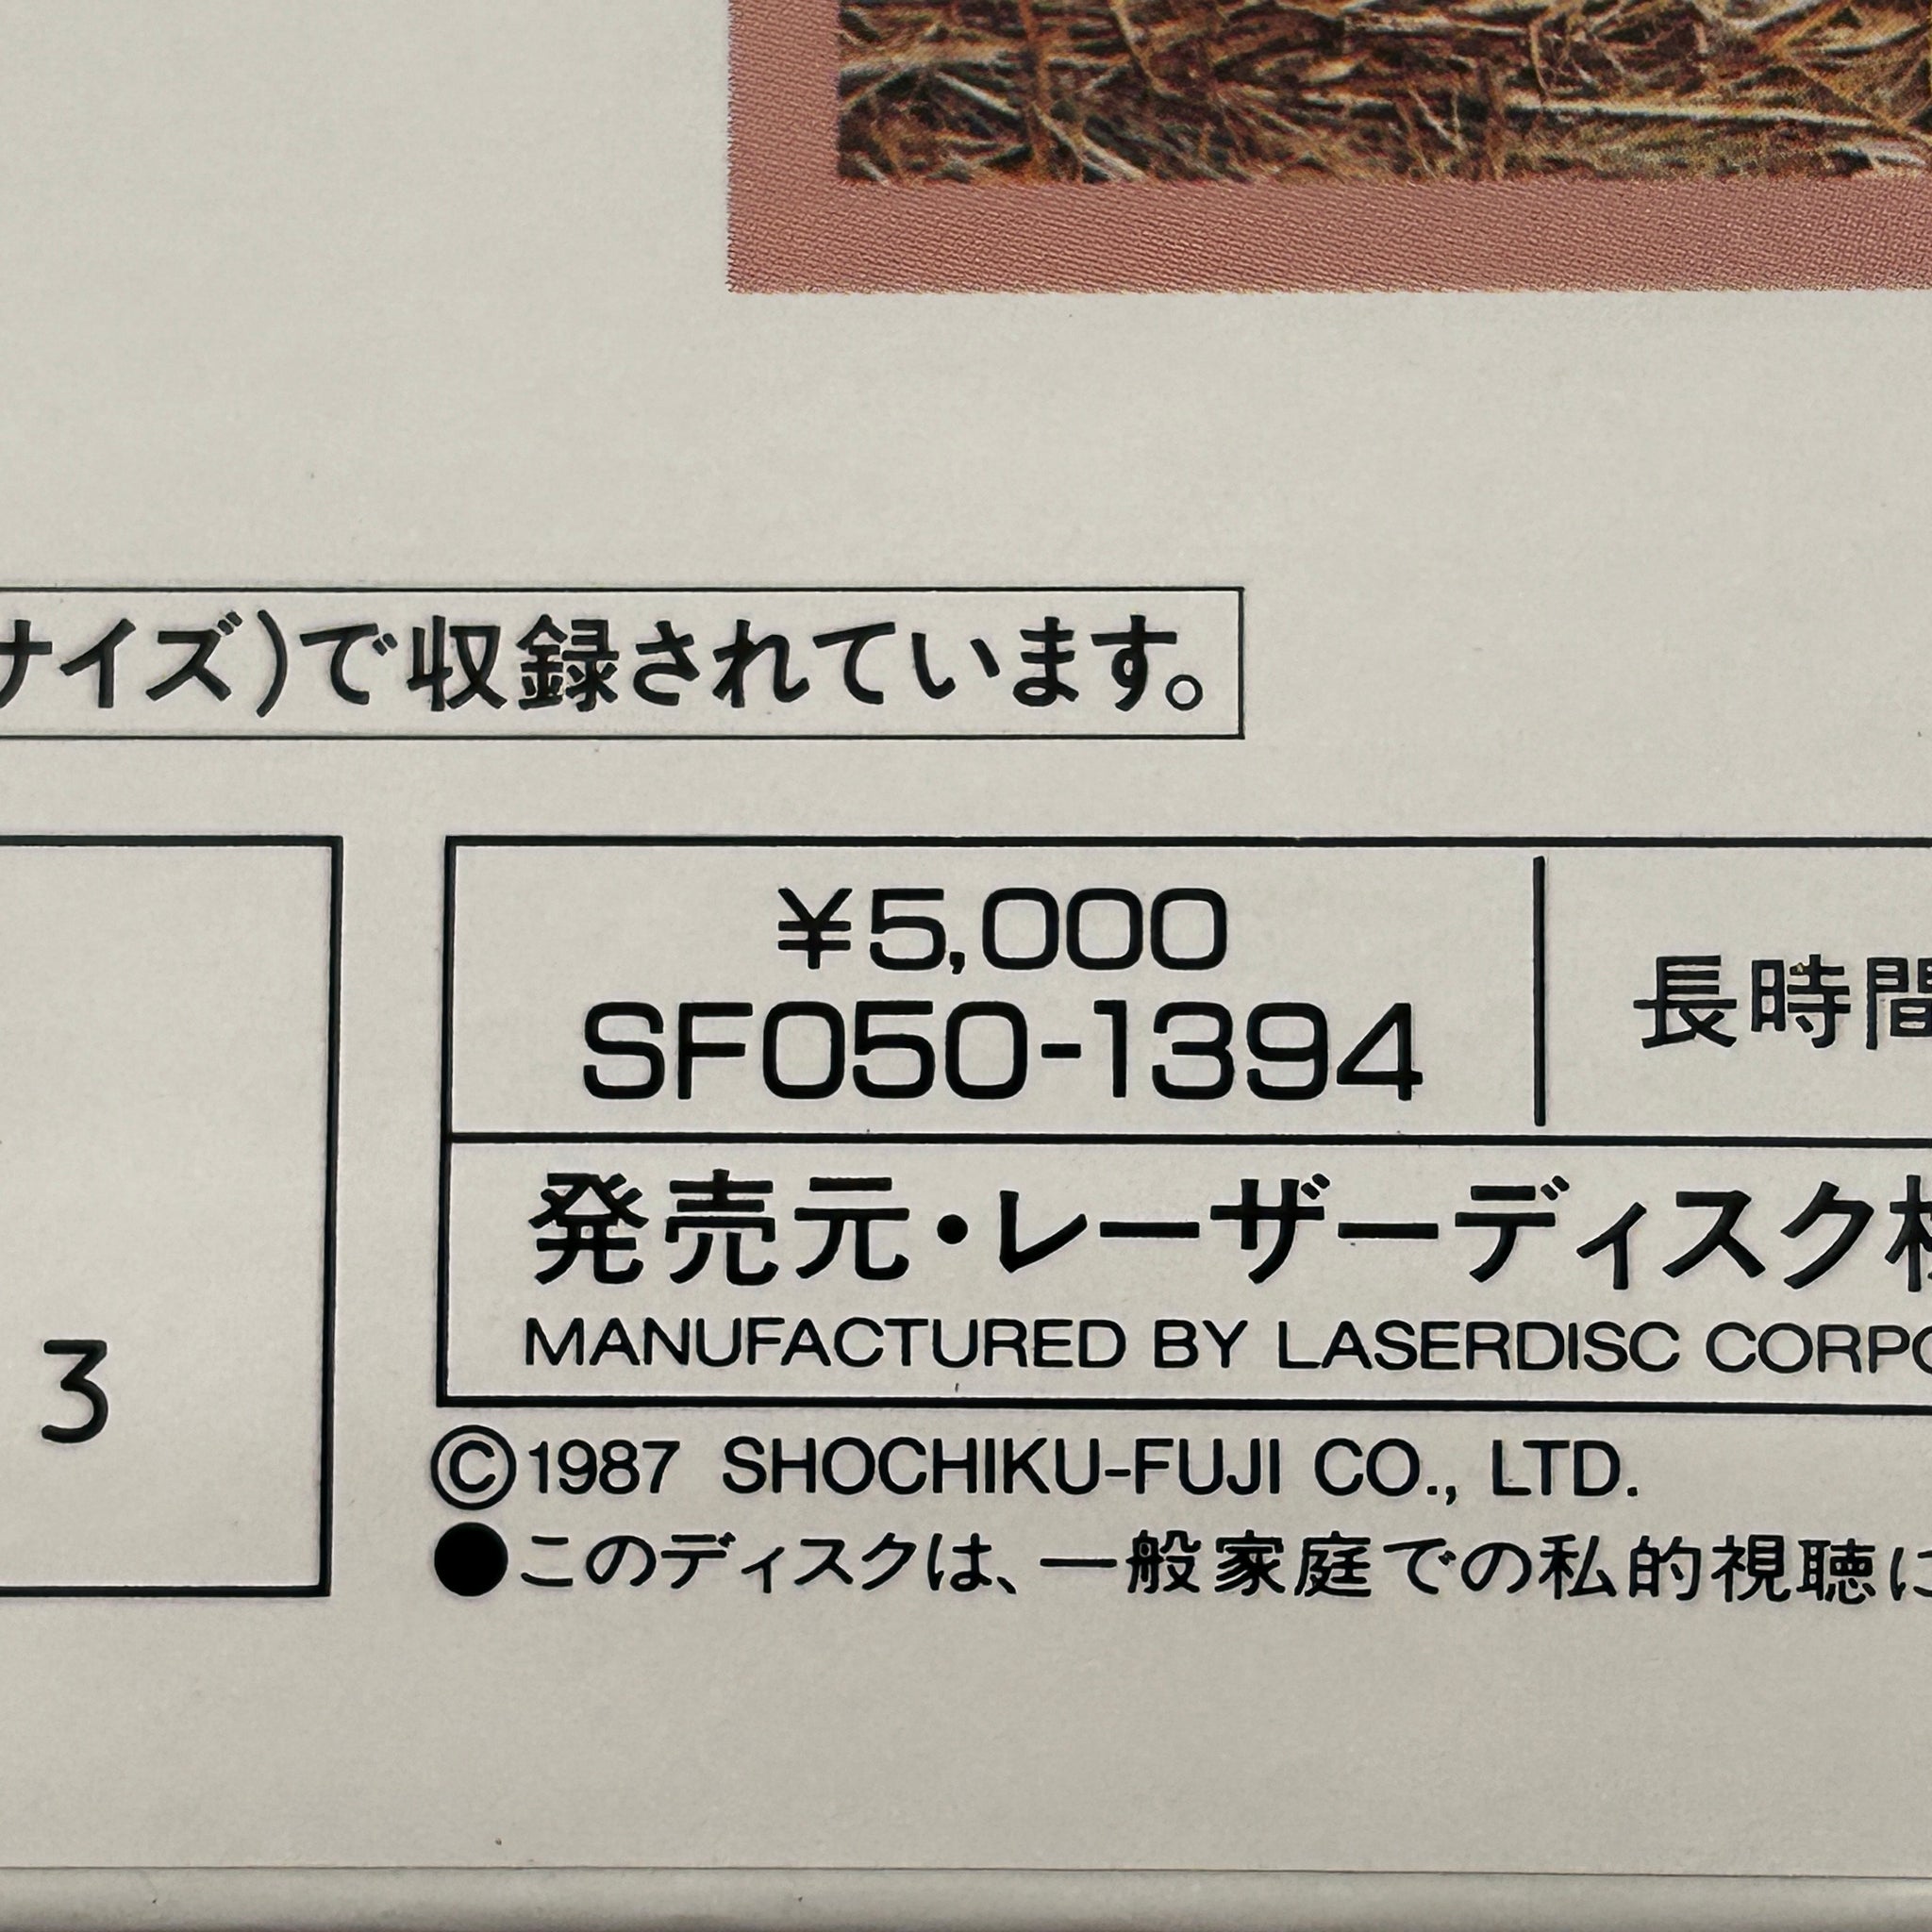 サイズ)で収録されています。
¥5,000
SF050-1394
長時間
発売元・レーザーディスク株
MANUFACTURED BY LASERDISC CORPO
3
©1987 SHOCHIKU-FUJI CO., LTD.
●このディスクは、一般家庭での私的視聴に